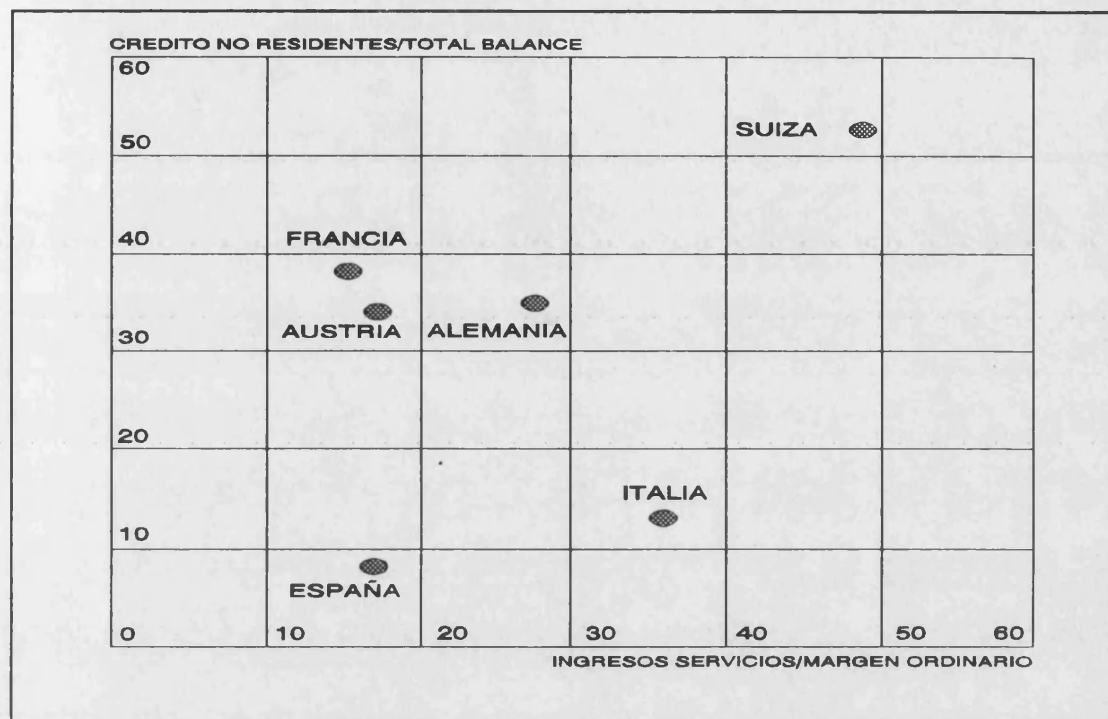 CREDITO NO RESIDENTES/TOTAL BALANCE
60
SUIZA
50
40
FRANCIA
AUSTRIA ALEMANIA
30
20
ITALIA
10
ESPAÑA
0 10 20 30 40 50 60
INGRESOS SERVICIOS/MARGEN ORDINARIO